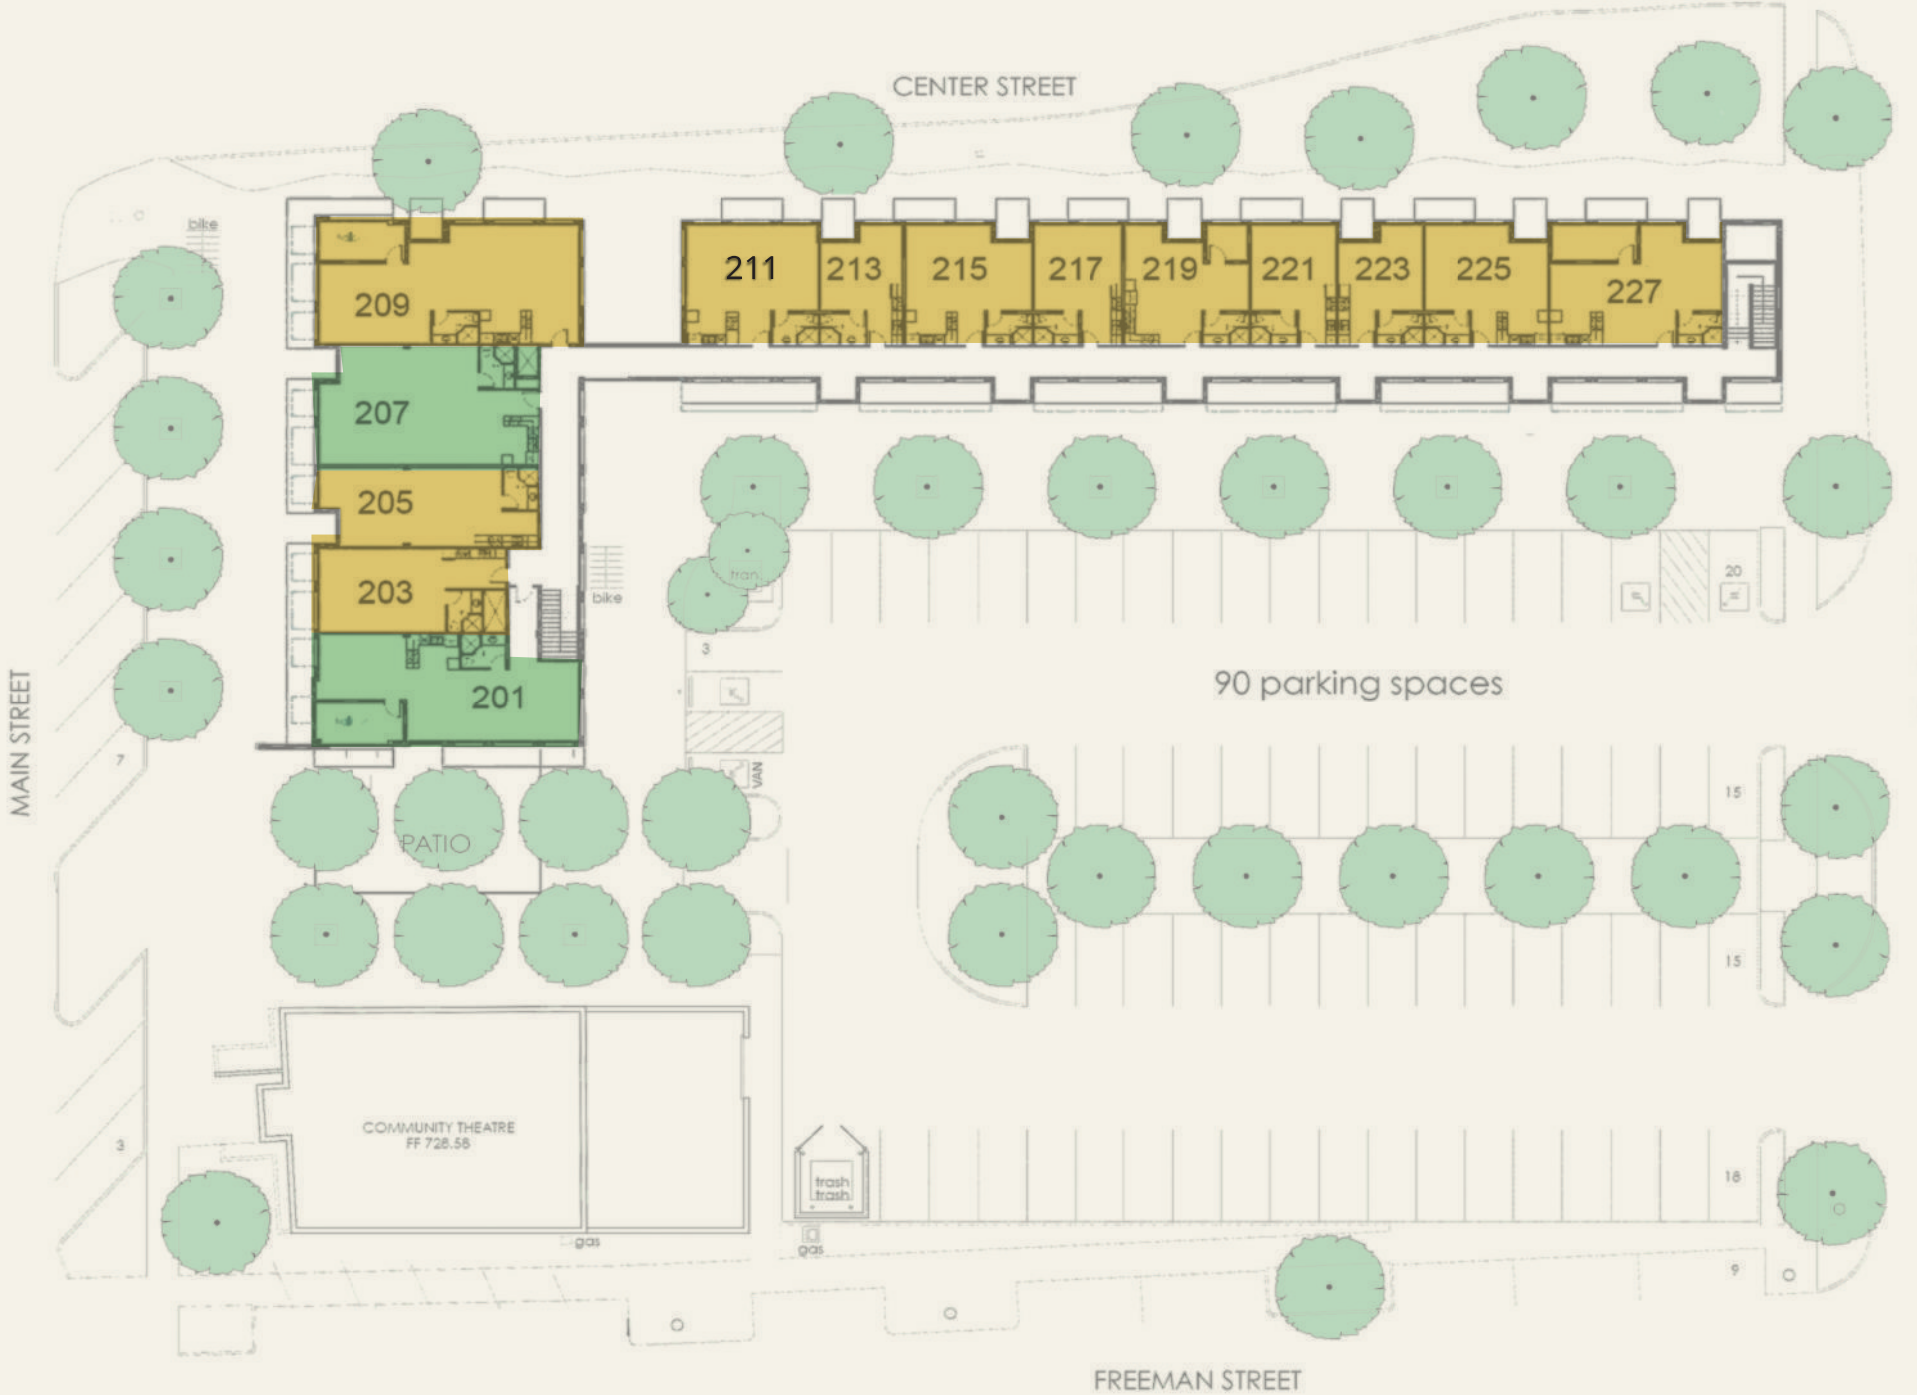 CENTER STREET
bike
211
213
215
217
219
221
223
225
227
209
207
205
203
201
bike
tran
20
3
90 parking spaces
MAIN STREET
7
VAN
15
PATIO
15
COMMUNITY THEATRE
FF 728.58
3
trash
trash
18
gas
gas
9
FREEMAN STREET